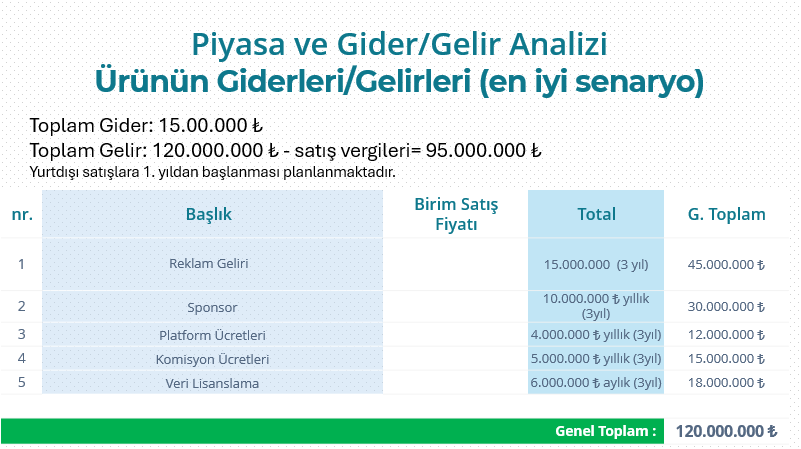 Piyasa ve Gider/Gelir Analizi
Ürünün Giderleri/Gelirleri (en iyi senaryo)
Toplam Gider: 15.00.000 ₺
Toplam Gelir: 120.000.000 ₺ - satış vergileri= 95.000.000 ₺
Yurtdışı satışlara 1. yıldan başlanması planlanmaktadır.
nr. Başlık Birim Satış Fiyatı Total G. Toplam
1 Reklam Geliri 15.000.000 (3 yıl) 45.000.000 ₺
2 Sponsor 10.000.000 ₺ yıllık (3yıl) 30.000.000 ₺
3 Platform Ücretleri 4.000.000 ₺ yıllık (3yıl) 12.000.000 ₺
4 Komisyon Ücretleri 5.000.000 ₺ yıllık (3yıl) 15.000.000 ₺
5 Veri Lisanslama 6.000.000 ₺ aylık (3yıl) 18.000.000 ₺
Genel Toplam : 120.000.000 ₺